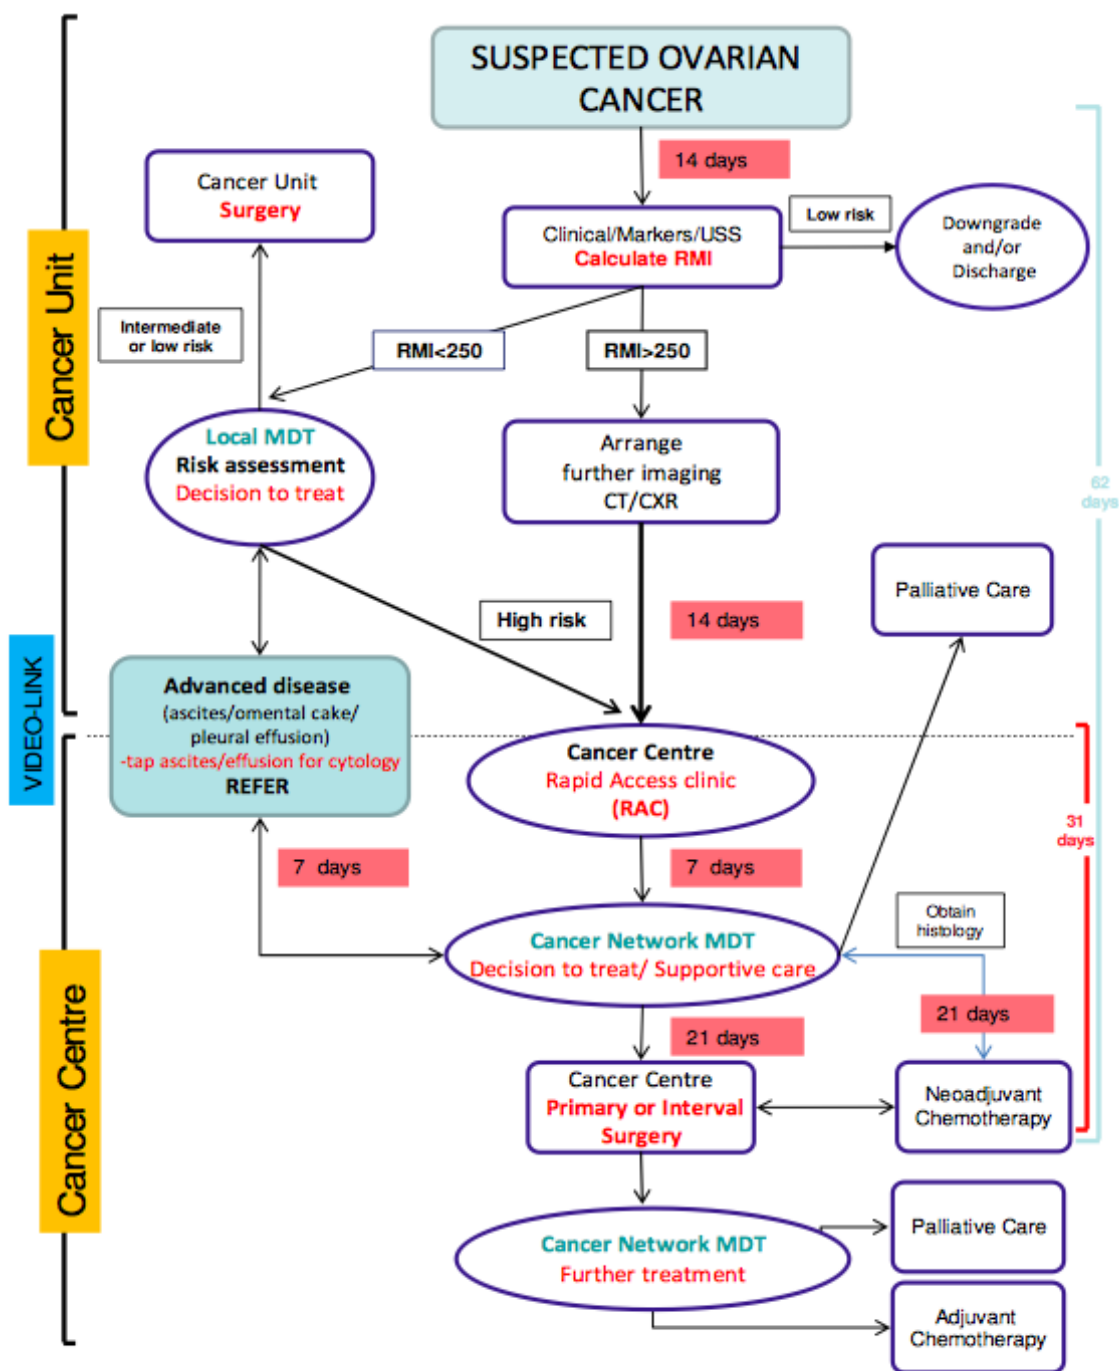 SUSPECTED OVARIAN
CANCER
14 days
Cancer Unit
Surgery
Clinical/Markers/USS
Calculate RMI
Low risk
Downgrade
and/or
Discharge
Intermediate
or low risk
RMI<250
RMI>250
Cancer Unit
Local MDT
Risk assessment
Decision to treat
Arrange
further imaging
CT/CXR
62
days
Palliative Care
High risk
14 days
VIDEO-LINK
Advanced disease
(ascites/omental cake/
pleural effusion)
-tap ascites/effusion for cytology
REFER
Cancer Centre
Rapid Access clinic
(RAC)
31
days
7 days
7 days
Obtain
histology
Cancer Network MDT
Decision to treat/ Supportive care
21 days
21 days
Cancer Centre
Cancer Centre
Primary or Interval
Surgery
Neoadjuvant
Chemotherapy
Cancer Network MDT
Further treatment
Palliative Care
Adjuvant
Chemotherapy